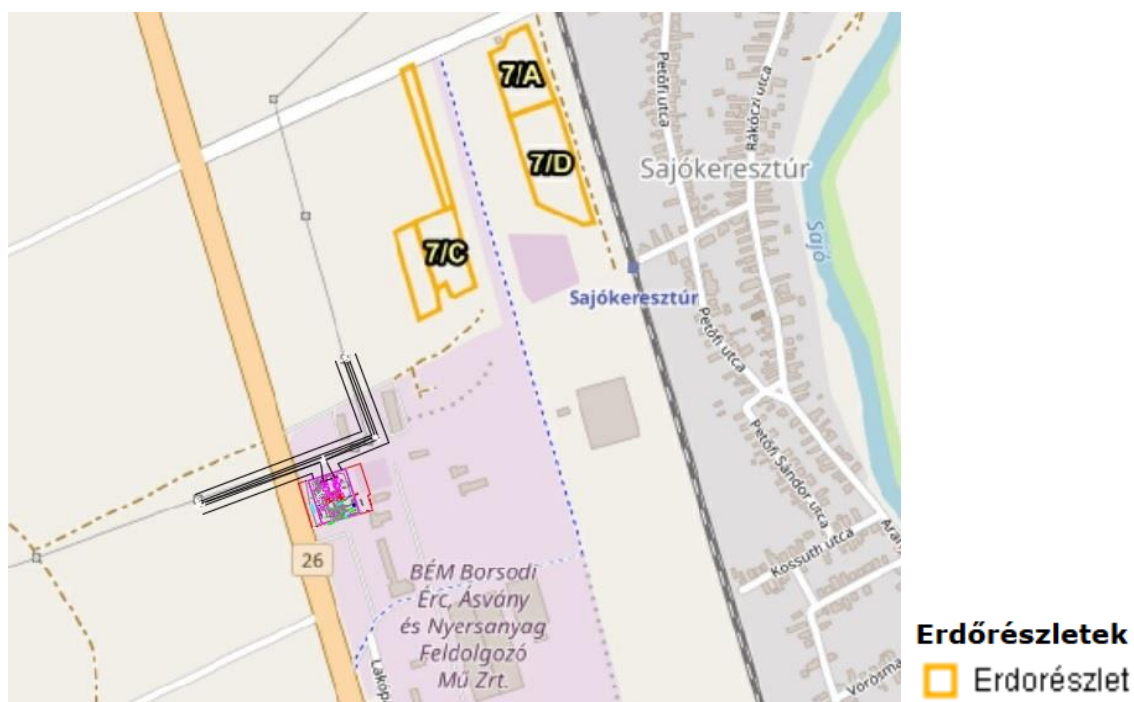 7/A
7/D
7/C
Petőfi utca
Rákóczi utca
Sajókeresztúr
Sajó
Sajókeresztúr
Petőfi utca
Petőfi Sándor utca
Kossuth utca
26
BÉM Borsodi
Érc, Ásvány
és Nyersanyag
Feldolgozó
Mű Zrt.
Erdőrészletek
Erdorészlet